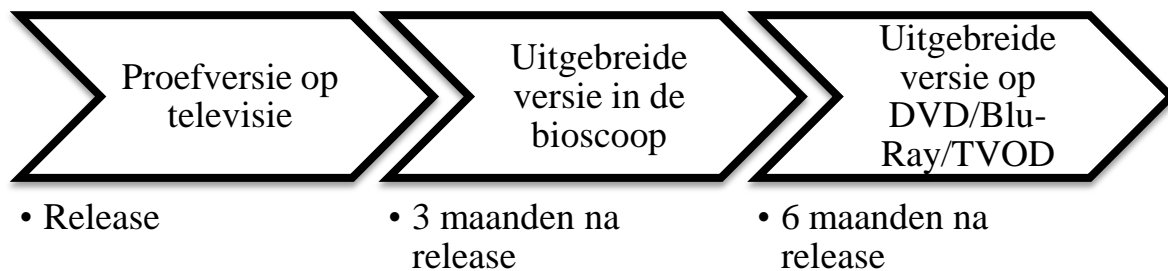 Proefversie op
televisie
Uitgebreide
versie in de
bioscoop
Uitgebreide
versie op
DVD/Blu-
Ray/TVOD
• Release
• 3 maanden na
release
• 6 maanden na
release